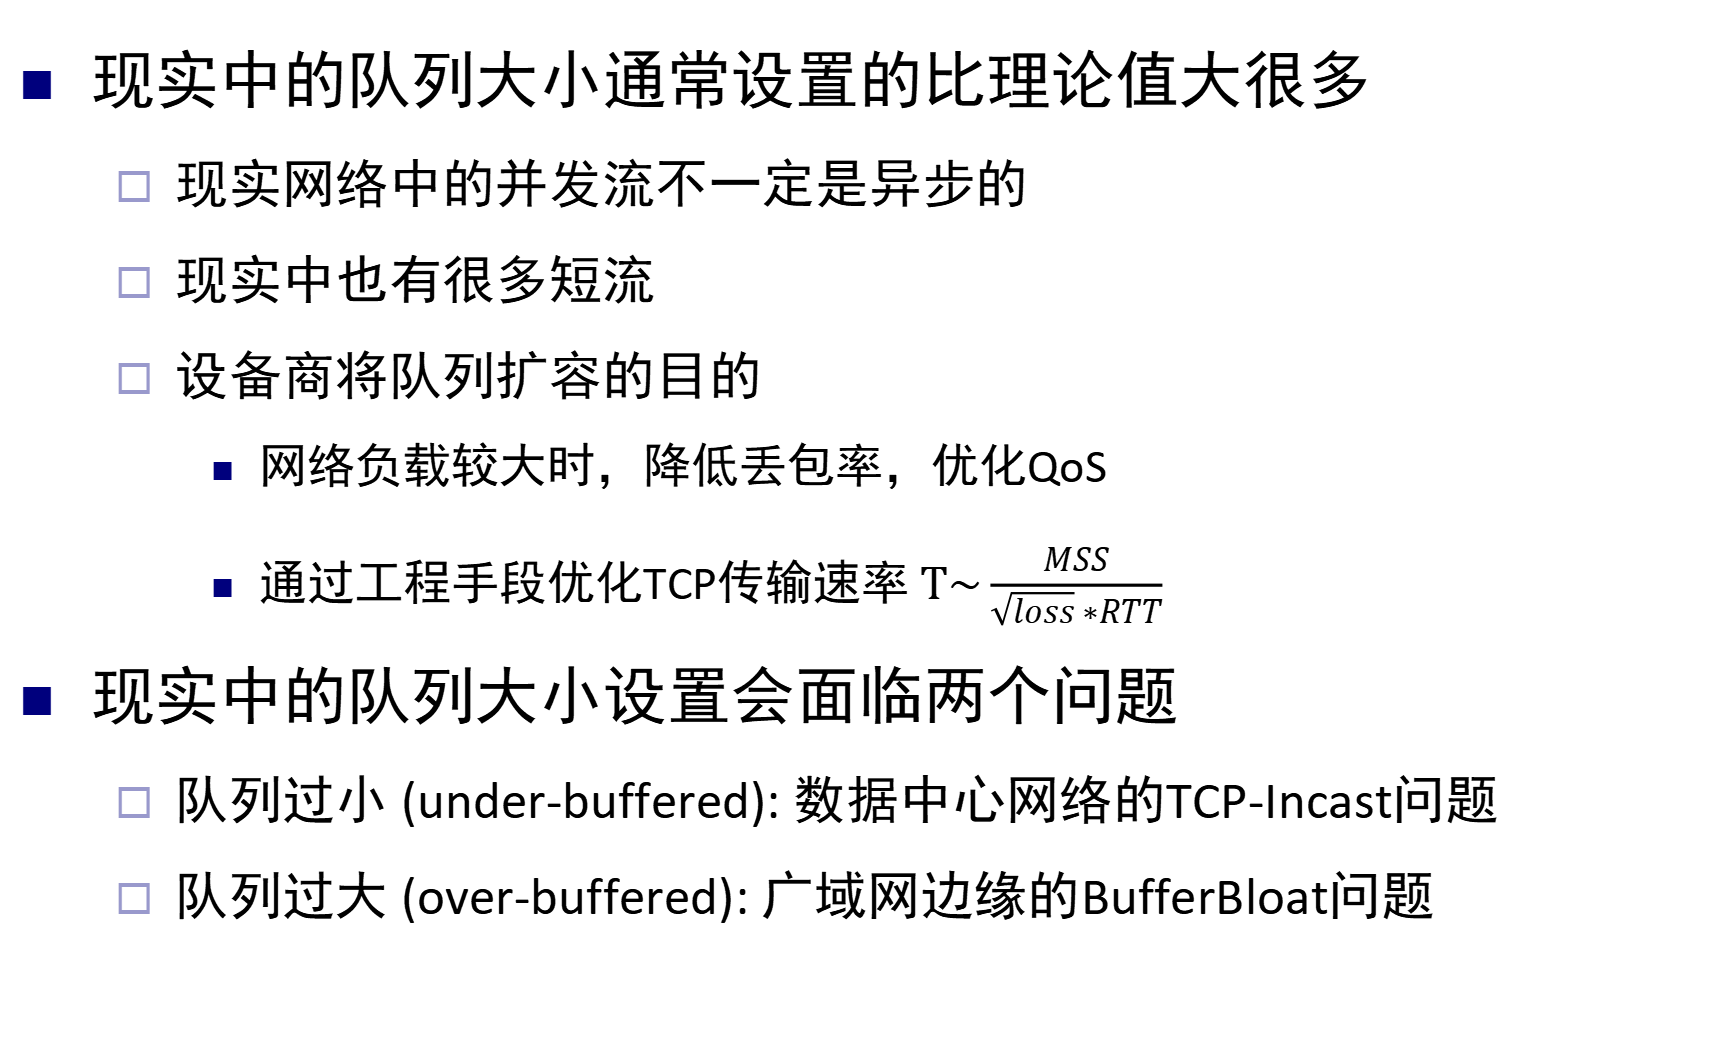 现实中的队列大小通常设置的比理论值大很多
现实网络中的并发流不一定是异步的
现实中也有很多短流
设备商将队列扩容的目的
网络负载较大时，降低丢包率，优化QoS
通过工程手段优化TCP传输速率 T~ \frac{MSS}{\sqrt{loss}*RTT}
现实中的队列大小设置会面临两个问题
队列过小 (under-buffered): 数据中心网络的TCP-Incast问题
队列过大 (over-buffered): 广域网边缘的BufferBloat问题